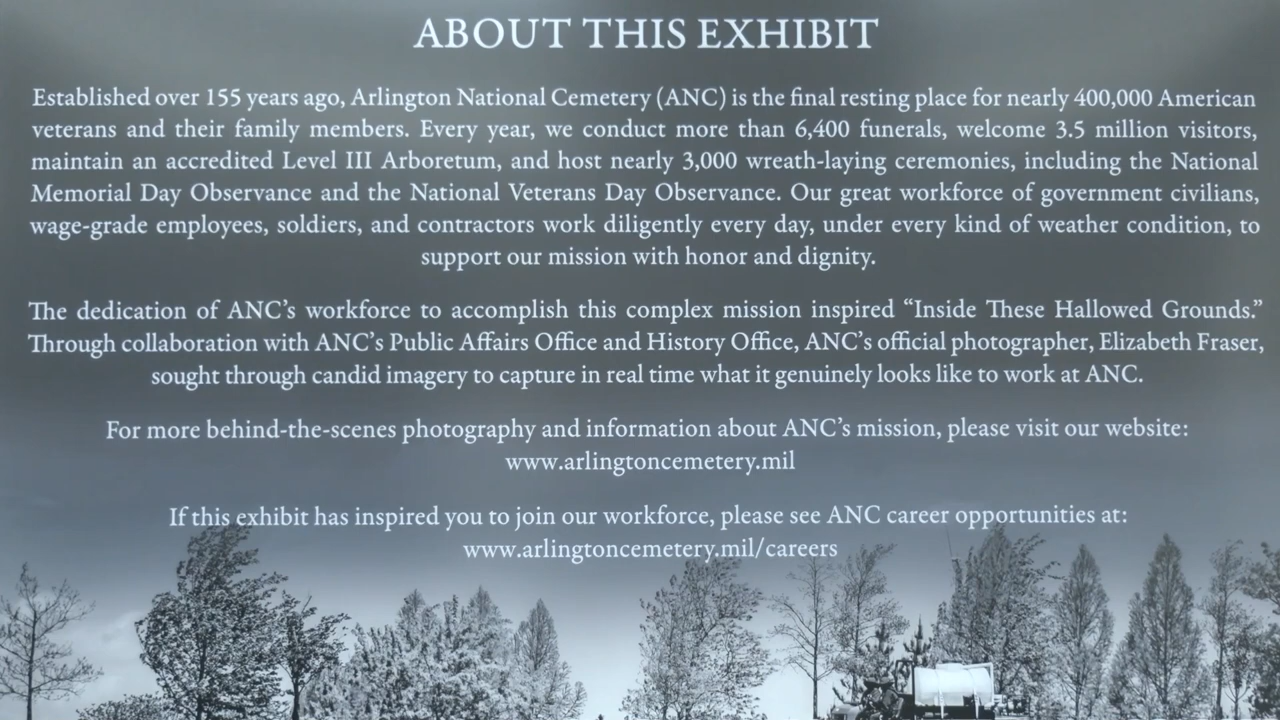 ABOUT THIS EXHIBIT
Established over 155 years ago, Arlington National Cemetery (ANC) is the final resting place for nearly 400,000 American
veterans and their family members. Every year, we conduct more than 6,400 funerals, welcome 3.5 million visitors,
maintain an accredited Level III Arboretum, and host nearly 3,000 wreath-laying ceremonies, including the National
Memorial Day Observance and the National Veterans Day Observance. Our great workforce of government civilians,
wage-grade employees, soldiers, and contractors work diligently every day, under every kind of weather condition, to
support our mission with honor and dignity.
The dedication of ANC’s workforce to accomplish this complex mission inspired “Inside These Hallowed Grounds.”
Through collaboration with ANC’s Public Affairs Office and History Office, ANC’s official photographer, Elizabeth Fraser,
sought through candid imagery to capture in real time what it genuinely looks like to work at ANC.
For more behind-the-scenes photography and information about ANC’s mission, please visit our website:
www.arlingtoncemetery.mil
If this exhibit has inspired you to join our workforce, please see ANC career opportunities at:
www.arlingtoncemetery.mil/careers